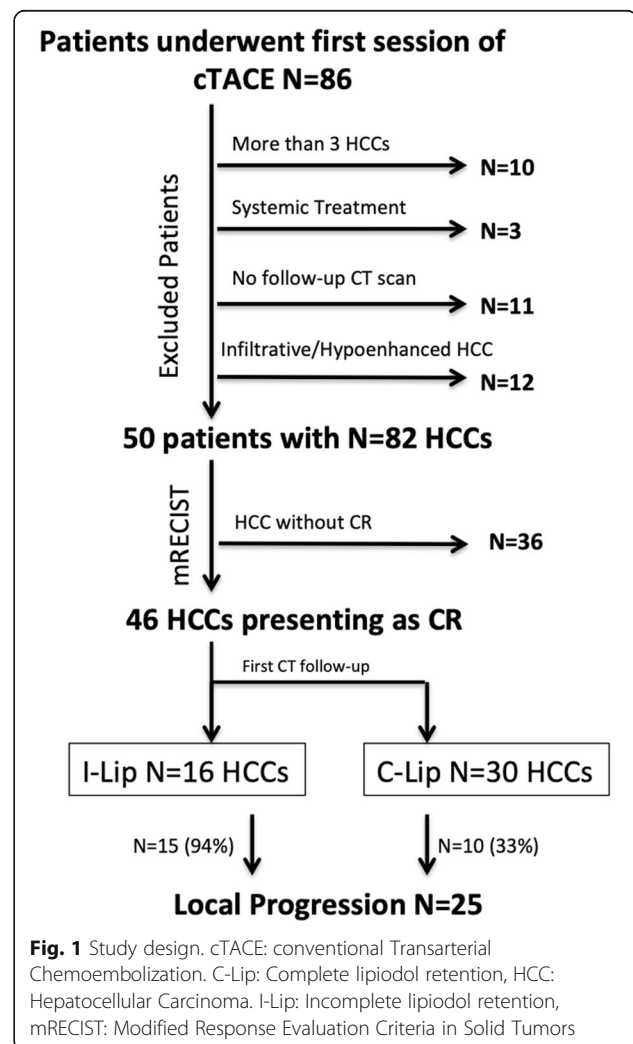 Patients underwent first session of
cTACE N=86
Excluded Patients
More than 3 HCCs
N=10
Systemic Treatment
N=3
No follow-up CT scan
N=11
Infiltrative/Hypoenhanced HCC
N=12
50 patients with N=82 HCCs
mRECIST
HCC without CR
N=36
46 HCCs presenting as CR
First CT follow-up
I-Lip N=16 HCCs
C-Lip N=30 HCCs
N=15 (94%)
N=10 (33%)
Local Progression N=25
Fig. 1 Study design. cTACE: conventional Transarterial
Chemoembolization. C-Lip: Complete lipiodol retention, HCC:
Hepatocellular Carcinoma. I-Lip: Incomplete lipiodol retention,
mRECIST: Modified Response Evaluation Criteria in Solid Tumors